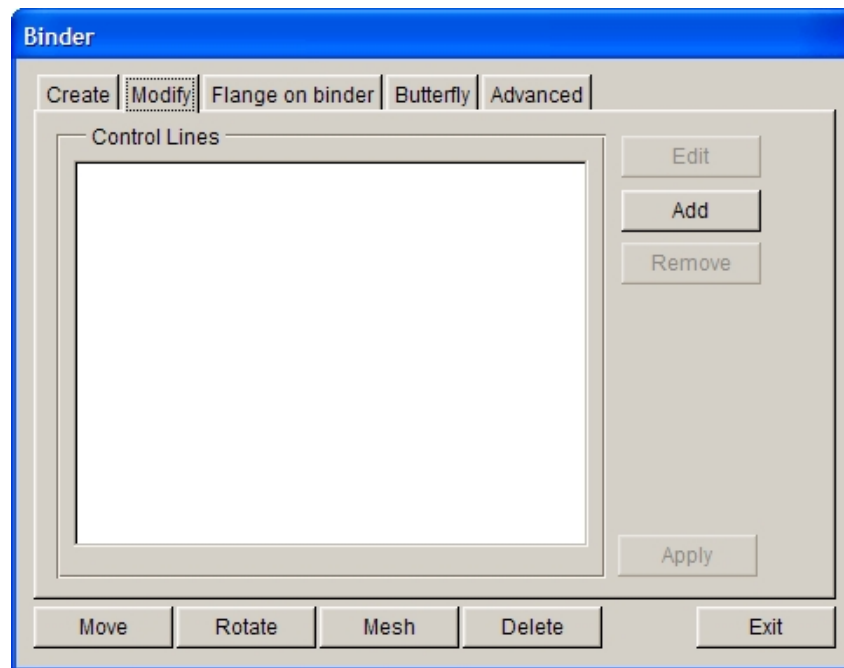 Binder
Create Modify Flange on binder Butterfly Advanced
Control Lines
Edit
Add
Remove
Apply
Move Rotate Mesh Delete Exit